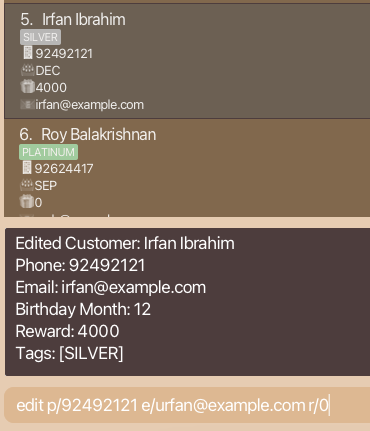 5. Irfan Ibrahim
SILVER
92492121
DEC
4000
irfan@example.com
6. Roy Balakrishnan
PLATINUM
92624417
SEP
0
Edited Customer: Irfan Ibrahim
Phone: 92492121
Email: irfan@example.com
Birthday Month: 12
Reward: 4000
Tags: [SILVER]
edit p/92492121 e/urfan@example.com r/0